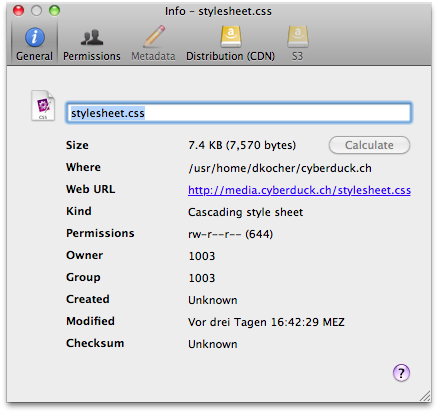 Info – stylesheet.css
General Permissions Metadata Distribution (CDN) S3
CSS
stylesheet.css
Size 7.4 KB (7,570 bytes) Calculate
Where /usr/home/dkocher/cyberduck.ch
Web URL http://media.cyberduck.ch/stylesheet.css
Kind Cascading style sheet
Permissions rw-r--r-- (644)
Owner 1003
Group 1003
Created Unknown
Modified Vor drei Tagen 16:42:29 MEZ
Checksum Unknown
?